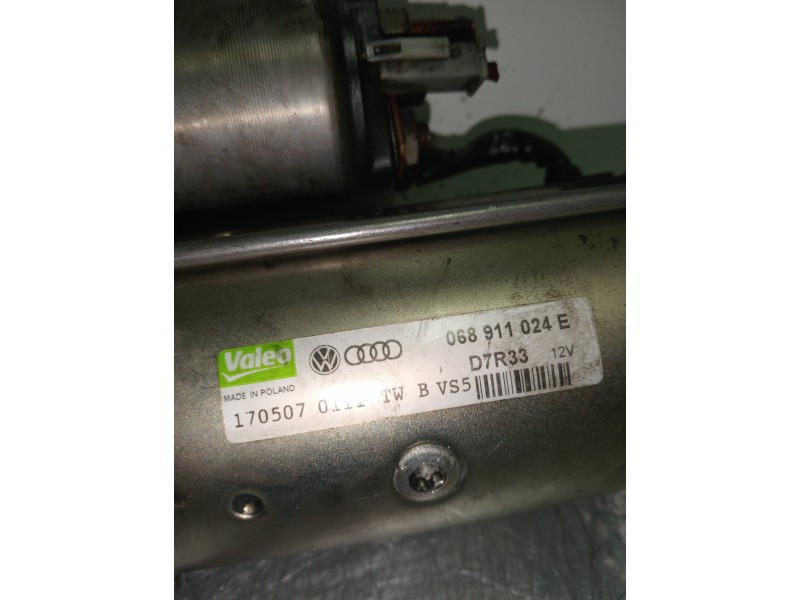 Valeo
068 911 024 E
D7R33 12V
MADE IN POLAND
170507 TW B VS5